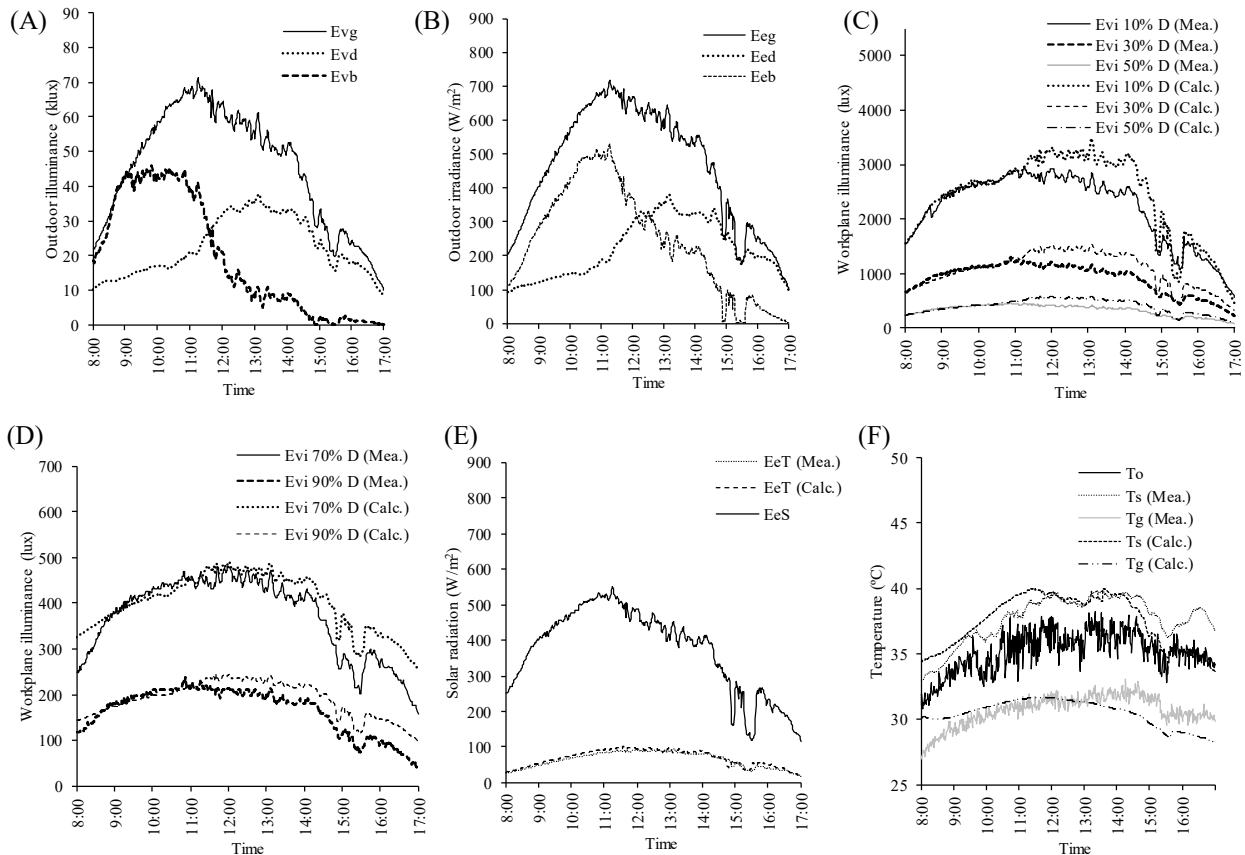 (A)
Outdoor illuminance (klux)
90
80
70
60
50
40
30
20
10
0
Evg
Evd
Evb
8:00
9:00
10:00
11:00
12:00
13:00
14:00
15:00
16:00
17:00
Time
(B)
Outdoor irradiance (W/m²)
900
800
700
600
500
400
300
200
100
0
Eeg
Eed
Eeb
8:00
9:00
10:00
11:00
12:00
13:00
14:00
15:00
16:00
17:00
Time
(C)
Workplane illuminance (lux)
5000
4000
3000
2000
1000
0
Evi 10% D (Mea.)
Evi 30% D (Mea.)
Evi 50% D (Mea.)
Evi 10% D (Calc.)
Evi 30% D (Calc.)
Evi 50% D (Calc.)
8:00
9:00
10:00
11:00
12:00
13:00
14:00
15:00
16:00
17:00
Time
(D)
Workplane illuminance (lux)
700
600
500
400
300
200
100
0
Evi 70% D (Mea.)
Evi 90% D (Mea.)
Evi 70% D (Calc.)
Evi 90% D (Calc.)
8:00
9:00
10:00
11:00
12:00
13:00
14:00
15:00
16:00
17:00
Time
(E)
Solar radiation (W/m²)
900
800
700
600
500
400
300
200
100
0
EeT (Mea.)
EeT (Calc.)
EeS
8:00
9:00
10:00
11:00
12:00
13:00
14:00
15:00
16:00
17:00
Time
(F)
Temperature (°C)
50
45
40
35
30
25
To
Ts (Mea.)
Tg (Mea.)
Ts (Calc.)
Tg (Calc.)
8:00
9:00
10:00
11:00
12:00
13:00
14:00
15:00
16:00
Time